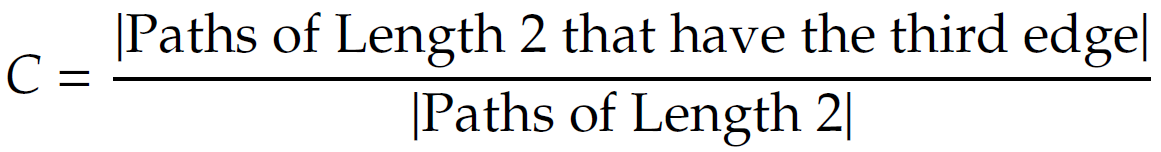 |Paths of Length 2 that have the third edge|
C =
|Paths of Length 2|